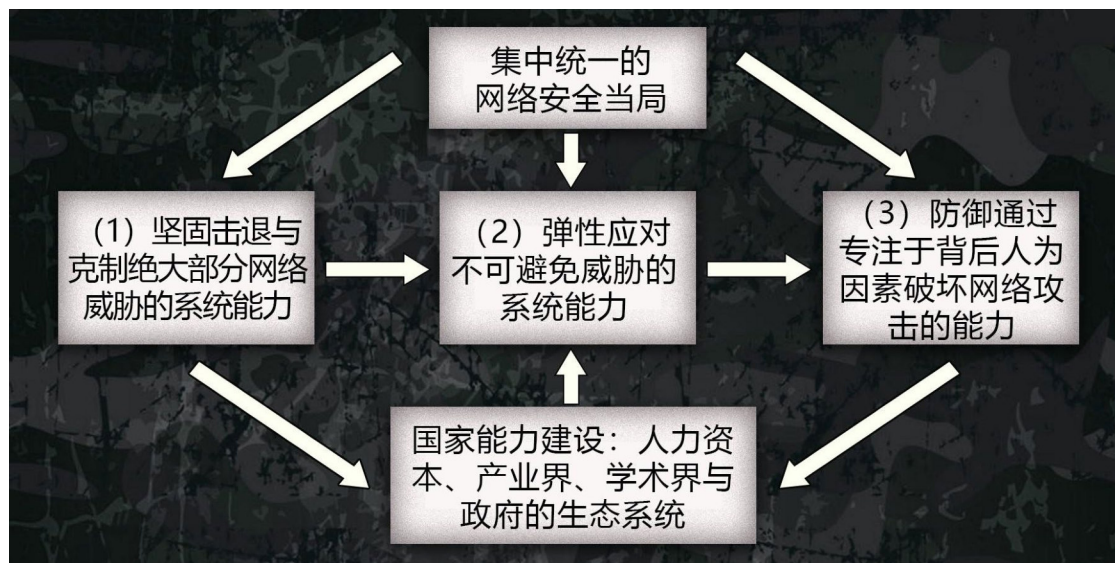 集中统一的
网络安全当局
（1）坚固击退与
克制绝大部分网络
威胁的系统能力
（2）弹性应对
不可避免威胁的
系统能力
（3）防御通过
专注于背后人为
因素破坏网络攻
击的能力
国家能力建设：人力资
本、产业界、学术界与
政府的生态系统